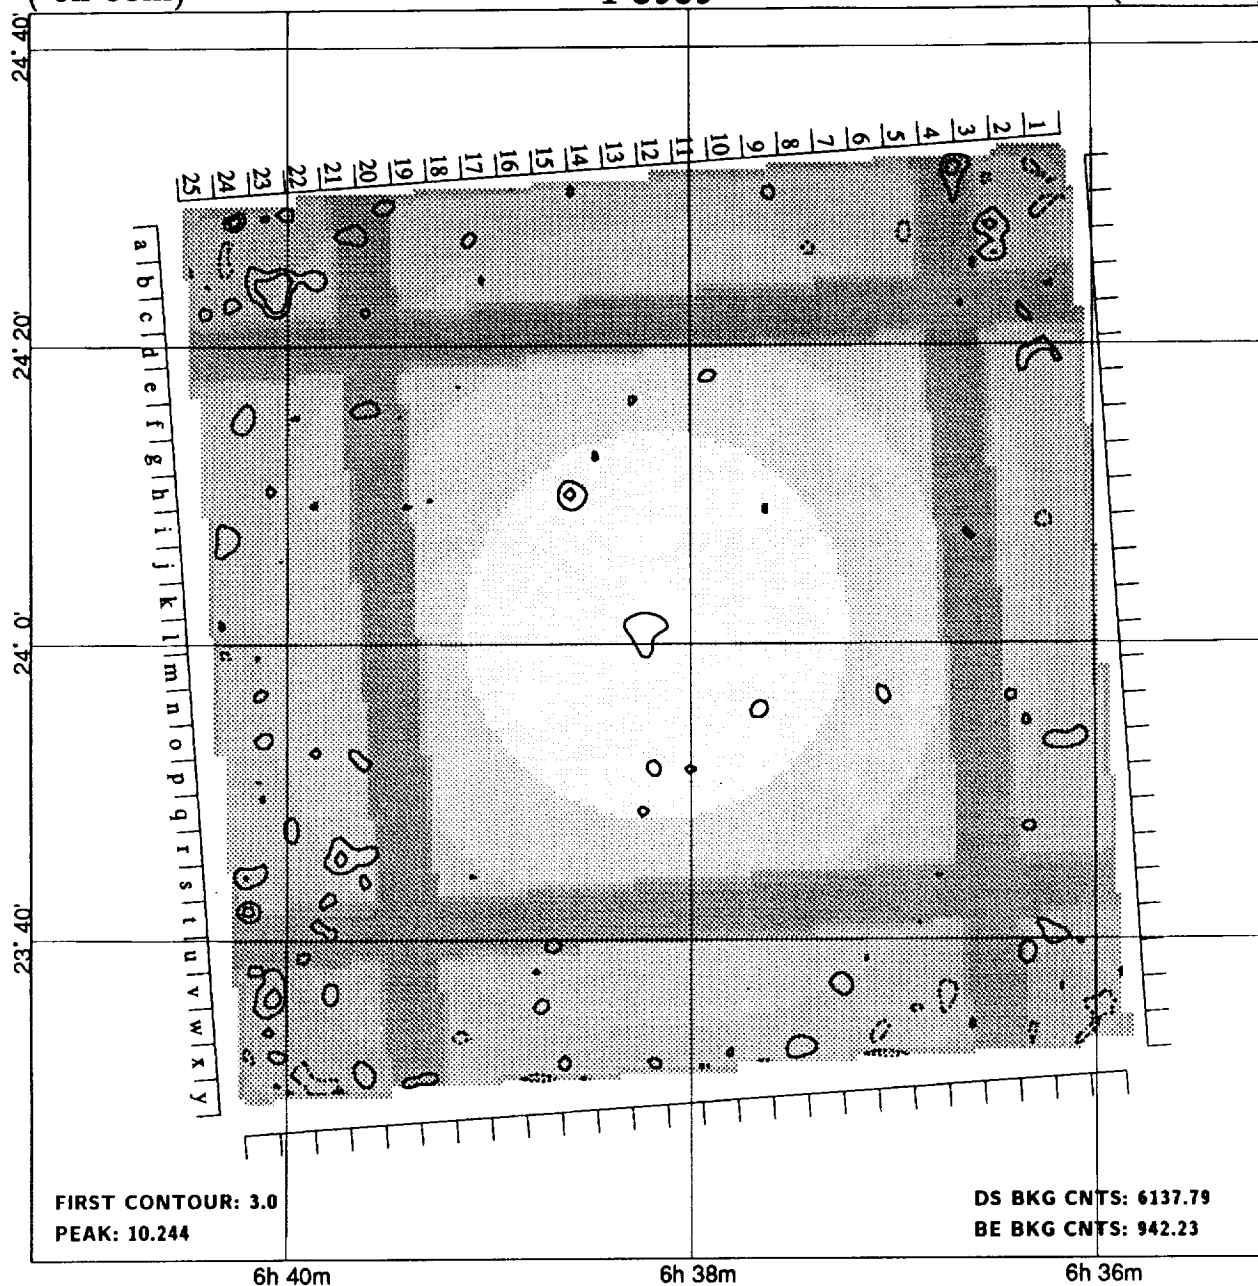 24° 40'
25 24 23 22 21 20 19 18 17 16 15 14 13 12 11 10 9 8 7 6 5 4 3 2 1
a b c d e f g h i j k l m n o p q r s t u v w x y
24° 20'
24° 0'
23° 40'
FIRST CONTOUR: 3.0
PEAK: 10.244
DS BKG CNTS: 6137.79
BE BKG CNTS: 942.23
6h 40m 6h 38m 6h 36m